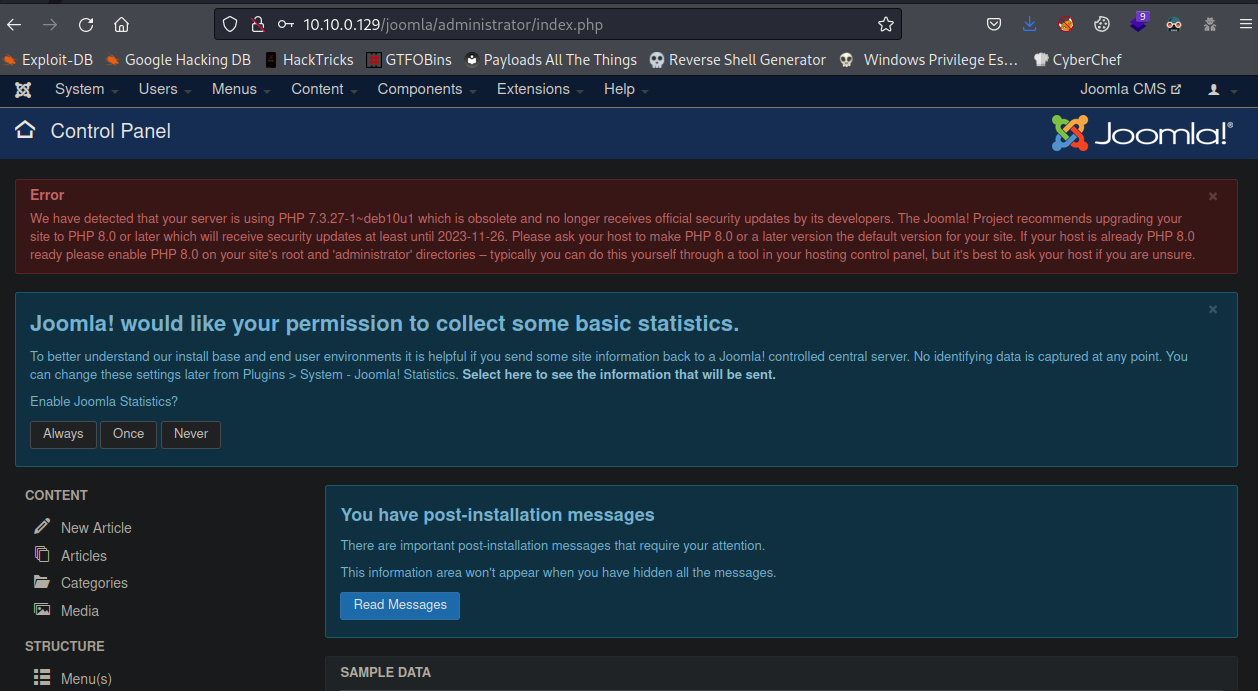 10.10.0.129/joomla/administrator/index.php
9
Exploit-DB Google Hacking DB HackTricks GTFOBins Payloads All The Things Reverse Shell Generator Windows Privilege Es... CyberChef
System Users Menus Content Components Extensions Help Joomla CMS
Control Panel Joomla!®
Error
We have detected that your server is using PHP 7.3.27-1~deb10u1 which is obsolete and no longer receives official security updates by its developers. The Joomla! Project recommends upgrading your
site to PHP 8.0 or later which will receive security updates at least until 2023-11-26. Please ask your host to make PHP 8.0 or a later version the default version for your site. If your host is already PHP 8.0
ready please enable PHP 8.0 on your site's root and 'administrator' directories – typically you can do this yourself through a tool in your hosting control panel, but it's best to ask your host if you are unsure.
Joomla! would like your permission to collect some basic statistics.
To better understand our install base and end user environments it is helpful if you send some site information back to a Joomla! controlled central server. No identifying data is captured at any point. You
can change these settings later from Plugins > System - Joomla! Statistics. Select here to see the information that will be sent.
Enable Joomla Statistics?
Always Once Never
CONTENT
New Article
Articles
Categories
Media
STRUCTURE
Menu(s)
You have post-installation messages
There are important post-installation messages that require your attention.
This information area won't appear when you have hidden all the messages.
Read Messages
SAMPLE DATA